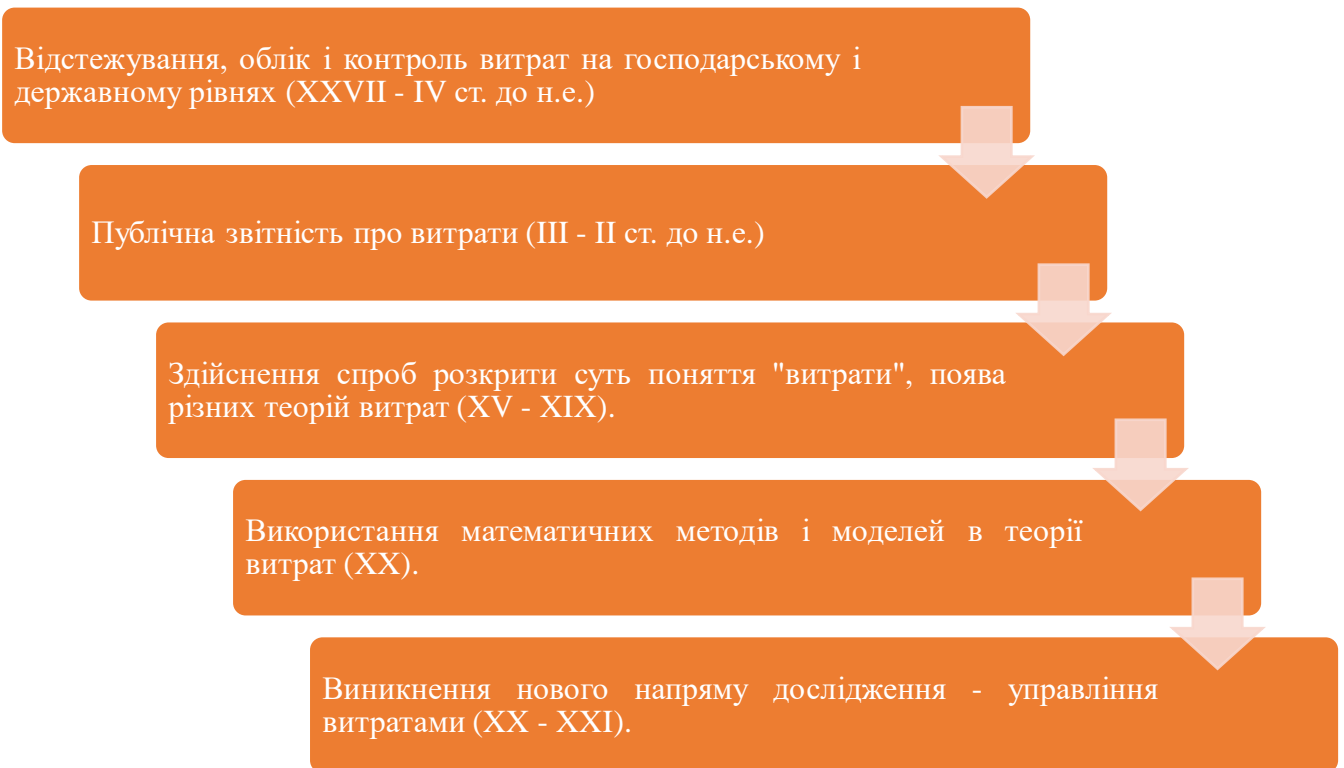 Відстежування, облік і контроль витрат на господарському і
державному рівнях (XXVII - IV ст. до н.е.)
Публічна звітність про витрати (III - II ст. до н.е.)
Здійснення спроб розкрити суть поняття "витрати", поява
різних теорій витрат (XV - XIX).
Використання математичних методів і моделей в теорії
витрат (XX).
Виникнення нового напряму дослідження - управління
витратами (XX - XXI).